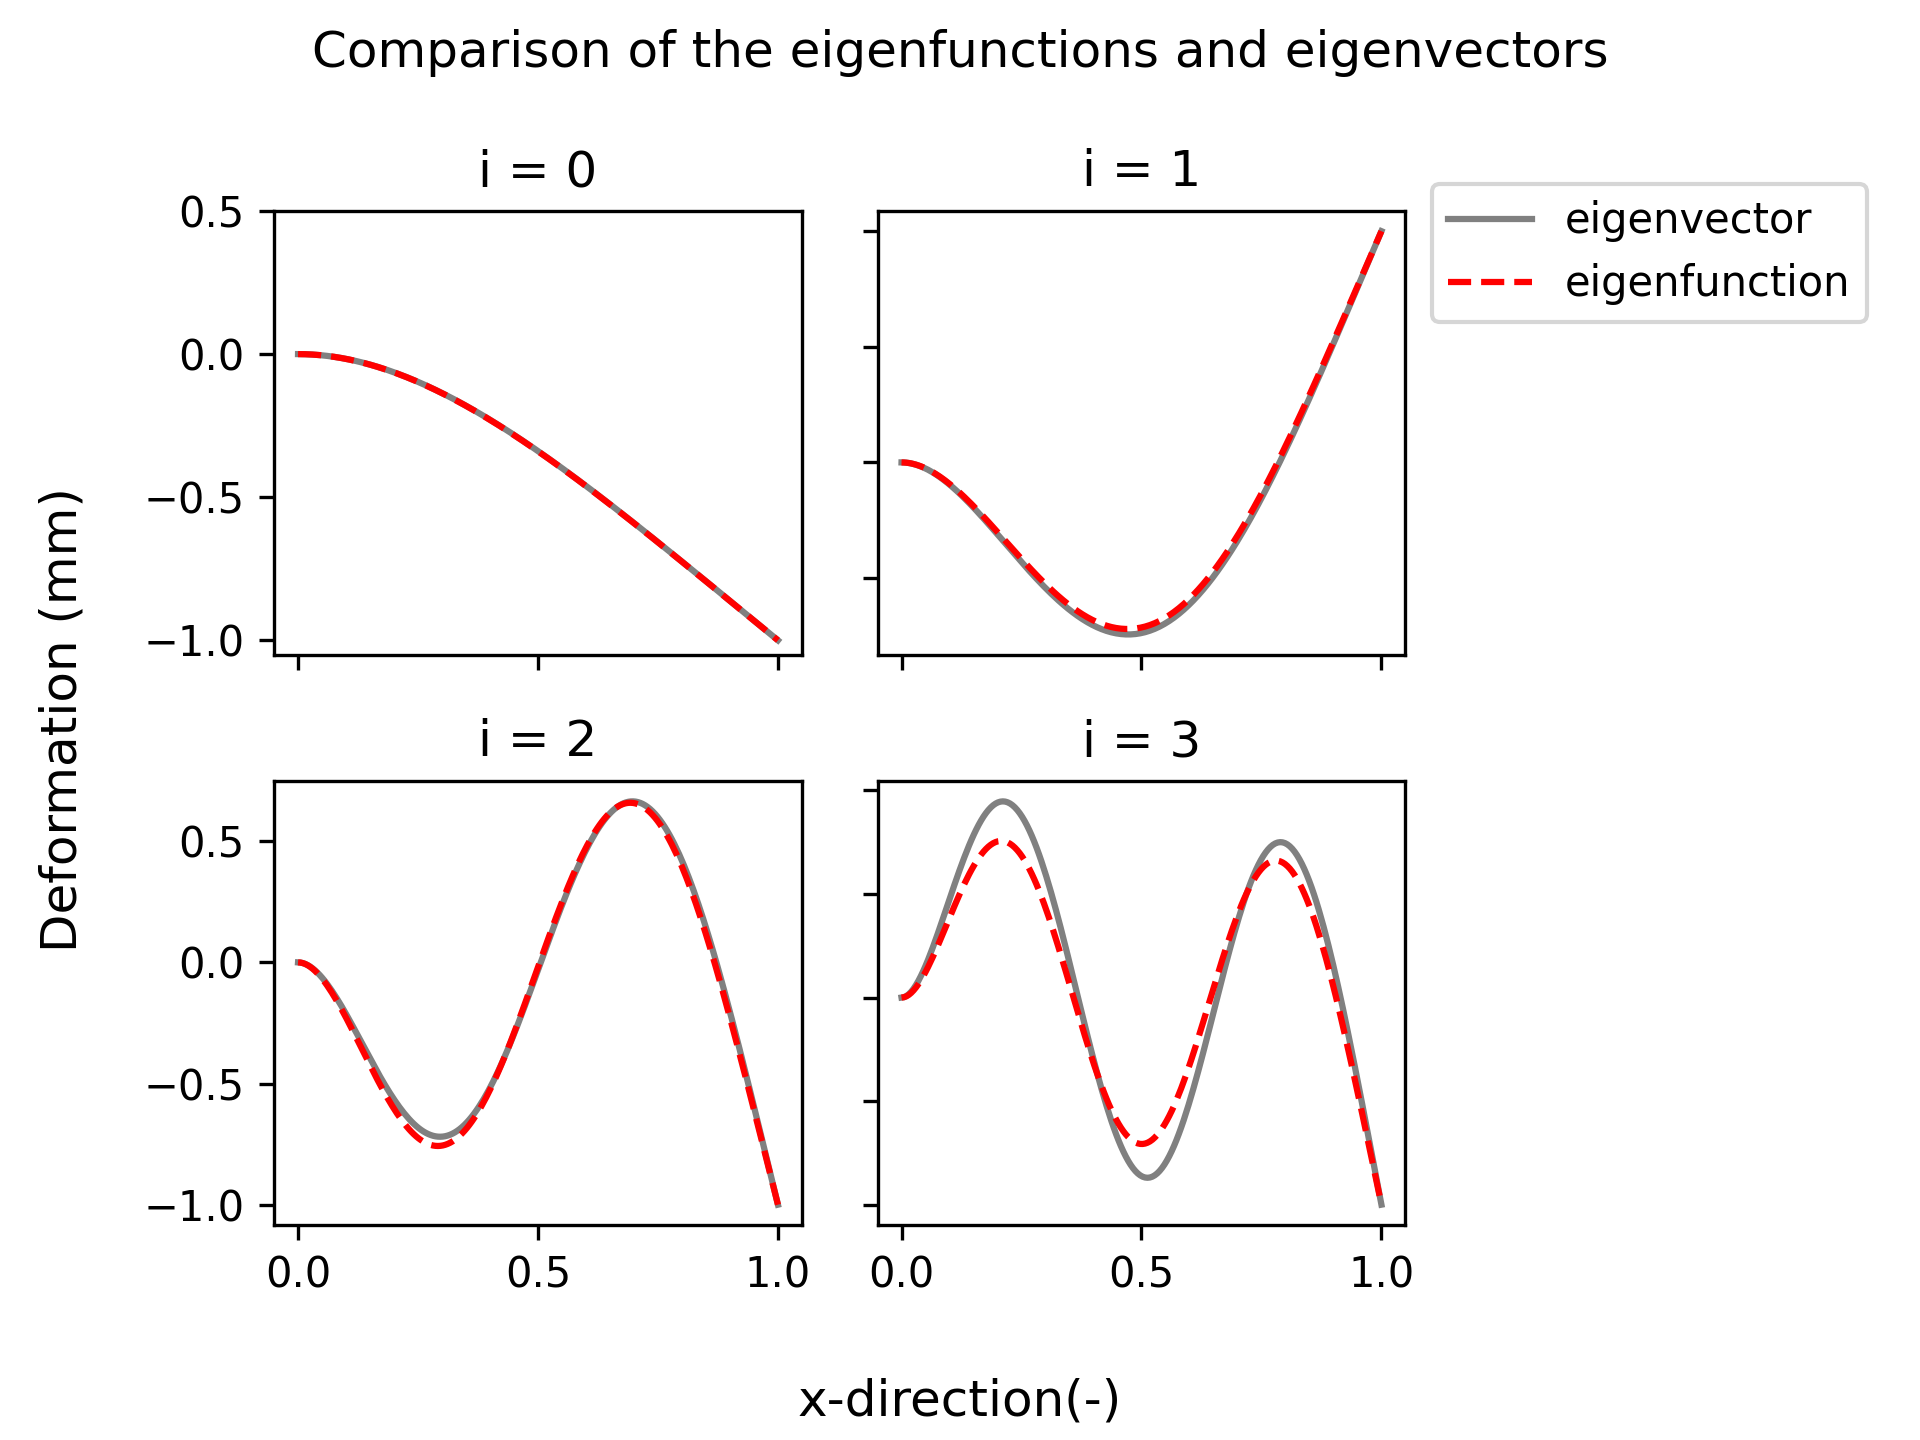 Comparison of the eigenfunctions and eigenvectors
i = 0
i = 1
eigenvector
eigenfunction
0.5
0.0
−0.5
−1.0
Deformation (mm)
i = 2
i = 3
0.5
0.0
−0.5
−1.0
0.0 0.5 1.0
0.0 0.5 1.0
x-direction(-)